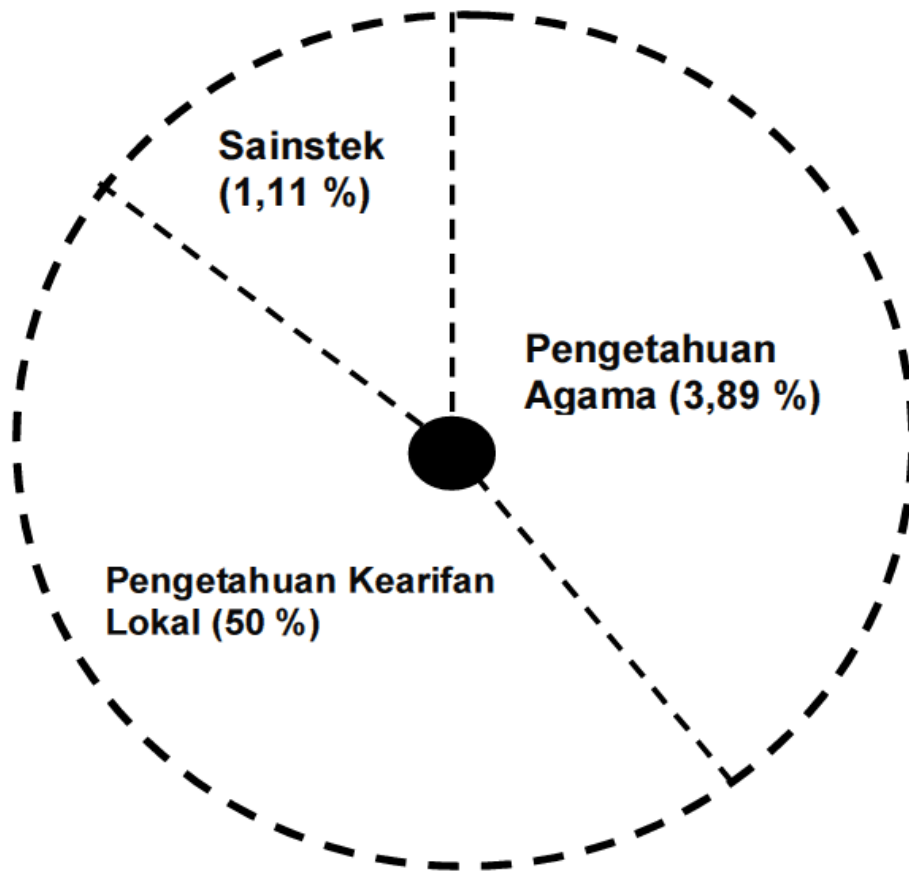 Sainstek
(1,11 %)
Pengetahuan
Agama (3,89 %)
Pengetahuan Kearifan
Lokal (50 %)